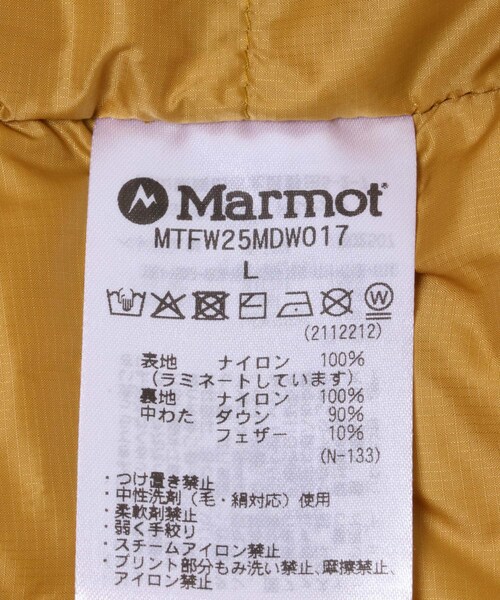 Marmot
MTFW25MDW017
L
W
(2112212)
表地 ナイロン 100%
(ラミネートしています)
裏地 ナイロン 100%
中わた ダウン 90%
フェザー 10%
(N-133)
・つけ置き禁止
・中性洗剤(毛・絹対応)使用
・柔軟剤禁止
・弱く手絞り
・スチームアイロン禁止
・プリント部分もみ洗い禁止、摩擦禁止、
アイロン禁止